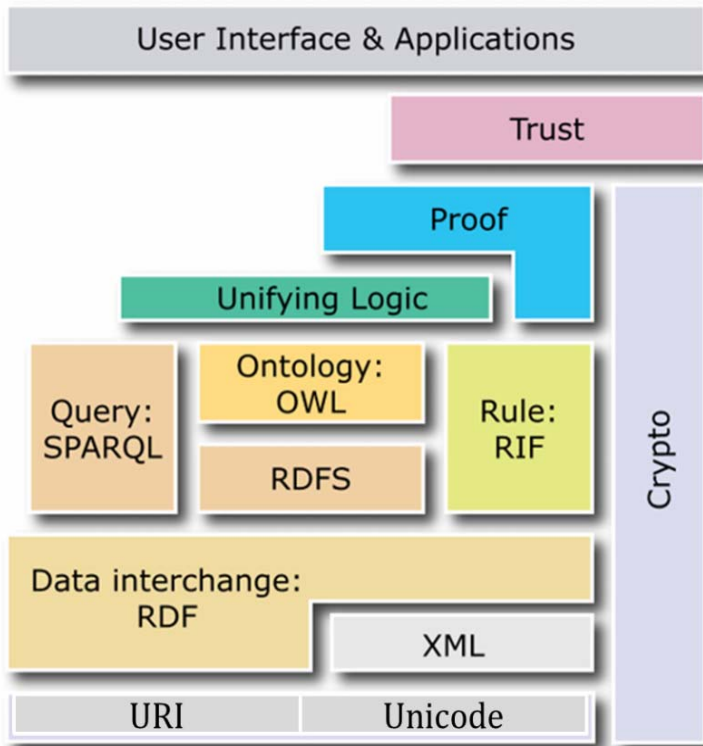 User Interface & Applications
Trust
Proof
Unifying Logic
Query:
SPARQL
Ontology:
OWL
RDFS
Rule:
RIF
Crypto
Data interchange:
RDF
XML
URI
Unicode